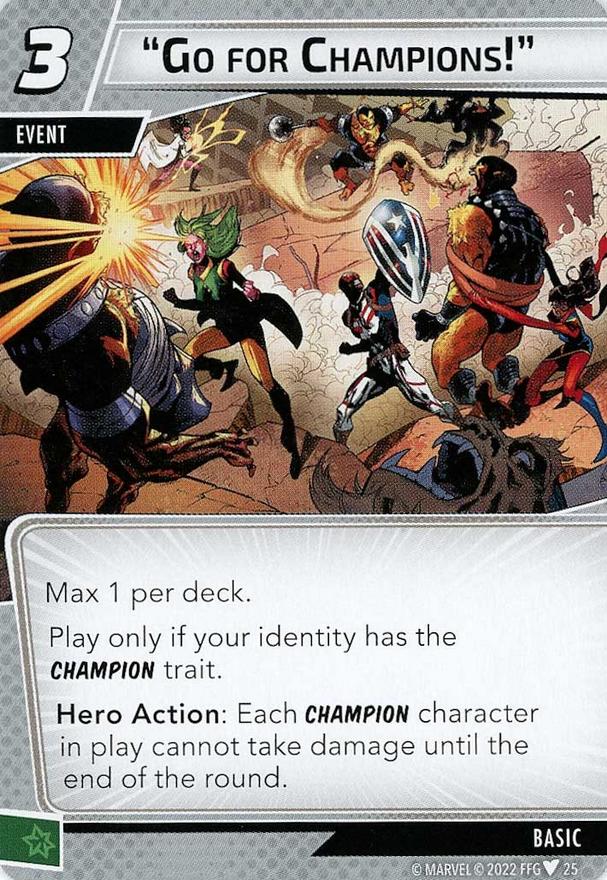 3
“GO FOR CHAMPIONS!”
EVENT
Max 1 per deck.
Play only if your identity has the
CHAMPION trait.
Hero Action: Each CHAMPION character
in play cannot take damage until the
end of the round.
BASIC
© MARVEL © 2022 FFG 25